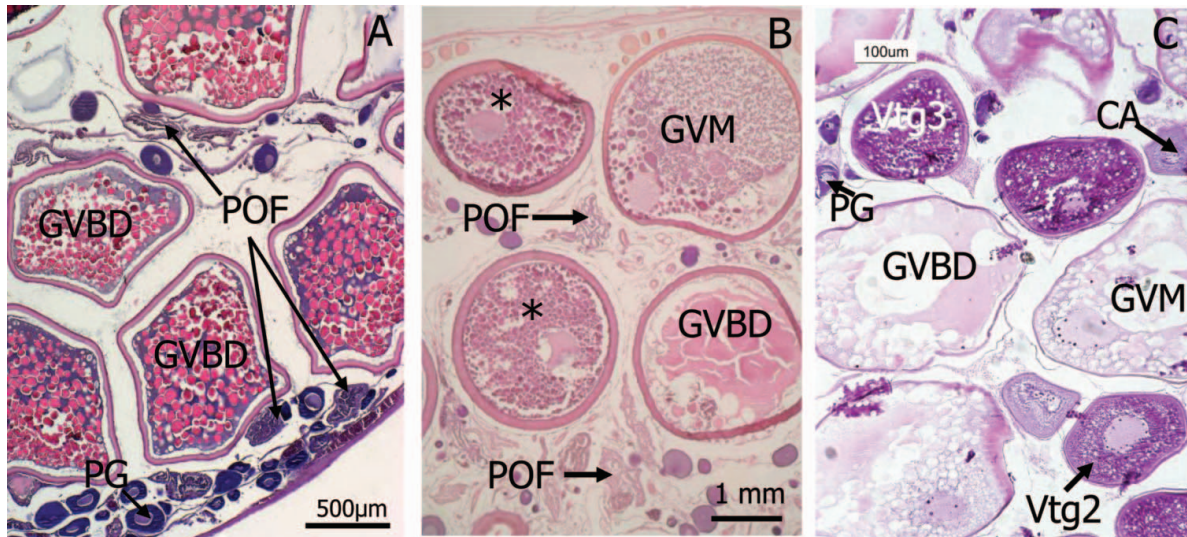 A
POF
GVBD
GVBD
PG
500µm
B
*
GVM
POF
*
GVBD
POF
1 mm
C
100um
Vtg3
CA
PG
GVBD
GVM
Vtg2